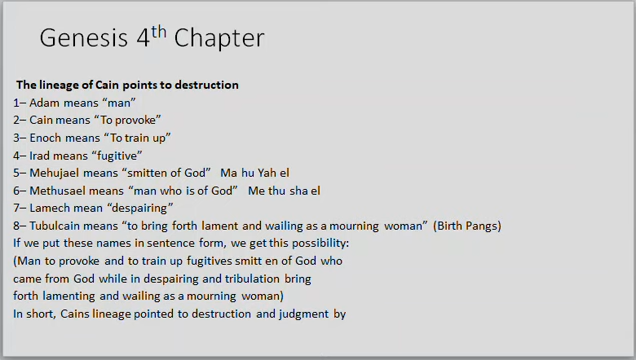 Genesis 4th Chapter
The lineage of Cain points to destruction
1– Adam means “man”
2– Cain means “To provoke”
3– Enoch means “To train up”
4– Irad means “fugitive”
5– Mehujael means “smitten of God” Ma hu Yah el
6– Methusael means “man who is of God” Me thu sha el
7– Lamech mean “despairing”
8– Tubulcain means “to bring forth lament and wailing as a mourning woman” (Birth Pangs)
If we put these names in sentence form, we get this possibility:
(Man to provoke and to train up fugitives smitt en of God who
came from God while in despairing and tribulation bring
forth lamenting and wailing as a mourning woman)
In short, Cains lineage pointed to destruction and judgment by